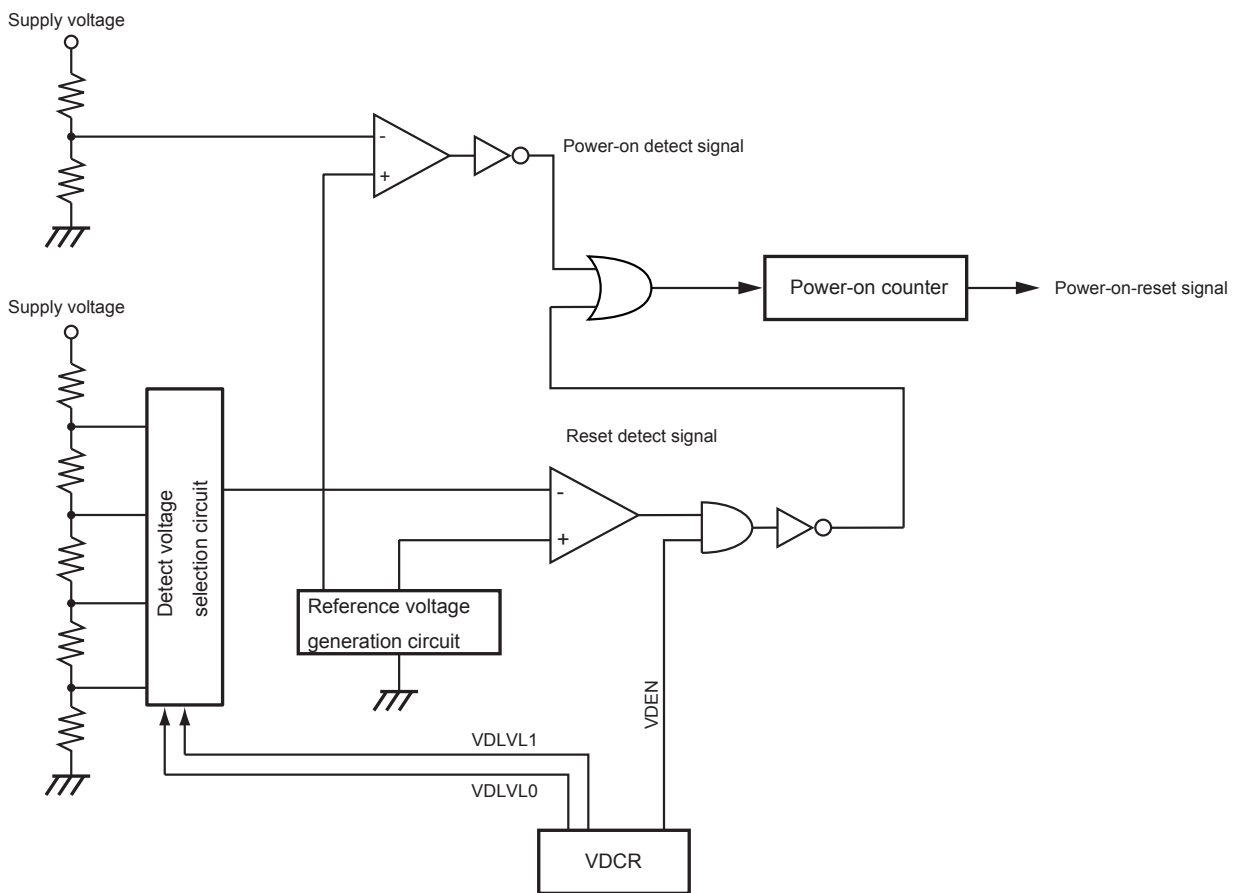 Supply voltage
-
+
Power-on detect signal
Power-on counter
Power-on-reset signal
Supply voltage
Detect voltage
selection circuit
Reset detect signal
-
+
Reference voltage
generation circuit
VDEN
VDLVL1
VDLVL0
VDCR